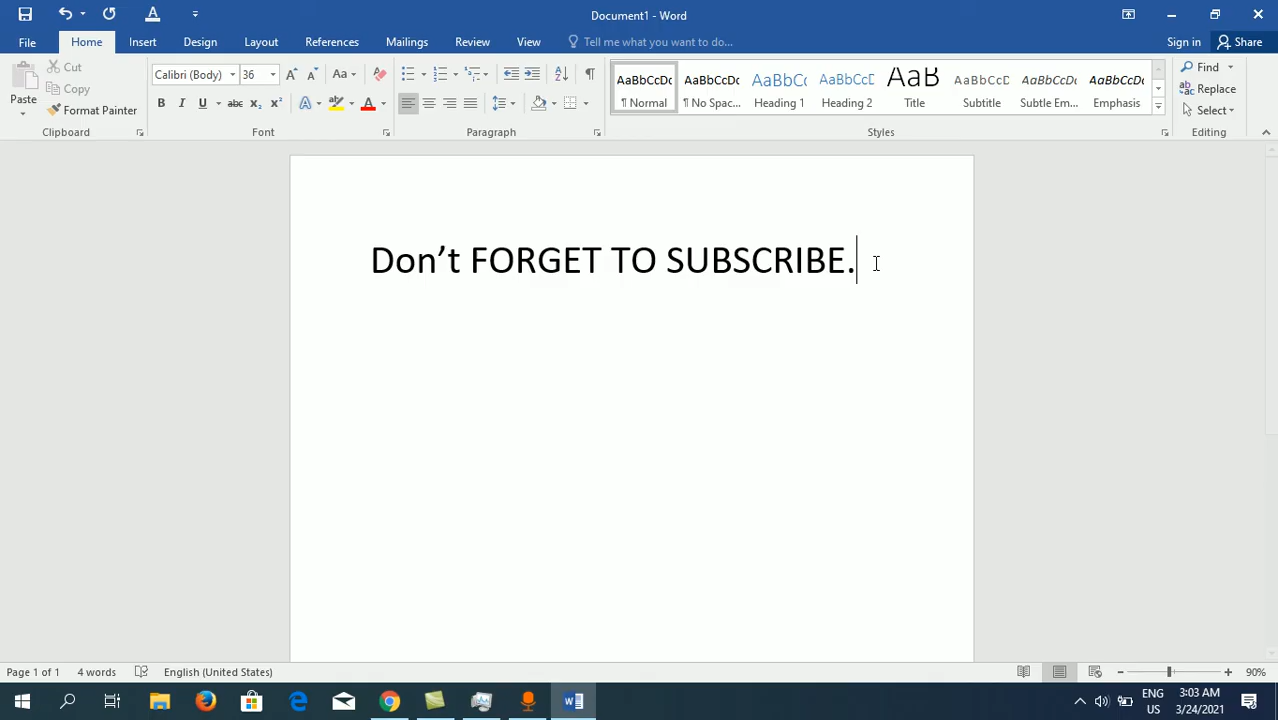 Document1 - Word
File Home Insert Design Layout References Mailings Review View Tell me what you want to do... Sign in Share
Paste
Cut
Copy
Format Painter
Clipboard
Calibri (Body) 36
Font
Paragraph
AaBbCcDc AaBbCcDc AaBbCc AaBbCcD AaB AaBbCcD AaBbCcDc AaBbCcDc
¶ Normal ¶ No Spac... Heading Heading 2 Title Subtitle Subtle Em... Emphasis
Styles
Find
Replace
Select
Editing
Don’t FORGET TO SUBSCRIBE.
Page 1 of 1 4 words English (United States) 90%
ENG
US
3:03 AM
3/24/2021